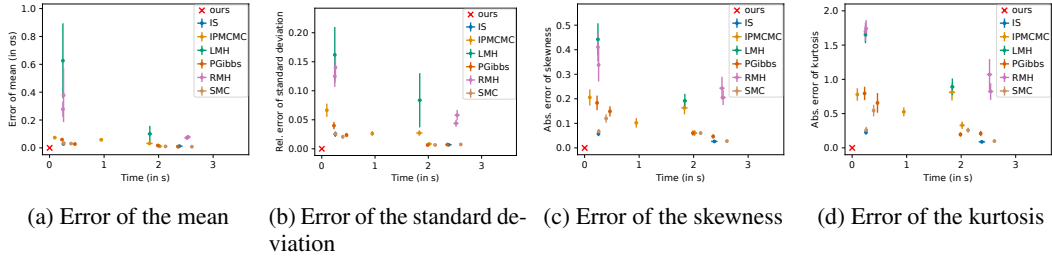 ours
IS
IPMCMC
LMH
PGibbs
RMH
SMC
Error of mean (in σs)
1.0
0.8
0.6
0.4
0.2
0.0
0 1 2 3
Time (in s)
(a) Error of the mean
ours
IS
IPMCMC
LMH
PGibbs
RMH
SMC
Rel. error of standard deviation
0.20
0.15
0.10
0.05
0.00
0 1 2 3
Time (in s)
(b) Error of the standard de-
viation
ours
IS
IPMCMC
LMH
PGibbs
RMH
SMC
Abs. error of skewness
0.5
0.4
0.3
0.2
0.1
0.0
0 1 2 3
Time (in s)
(c) Error of the skewness
ours
IS
IPMCMC
LMH
PGibbs
RMH
SMC
Abs. error of kurtosis
2.0
1.5
1.0
0.5
0.0
0 1 2 3
Time (in s)
(d) Error of the kurtosis